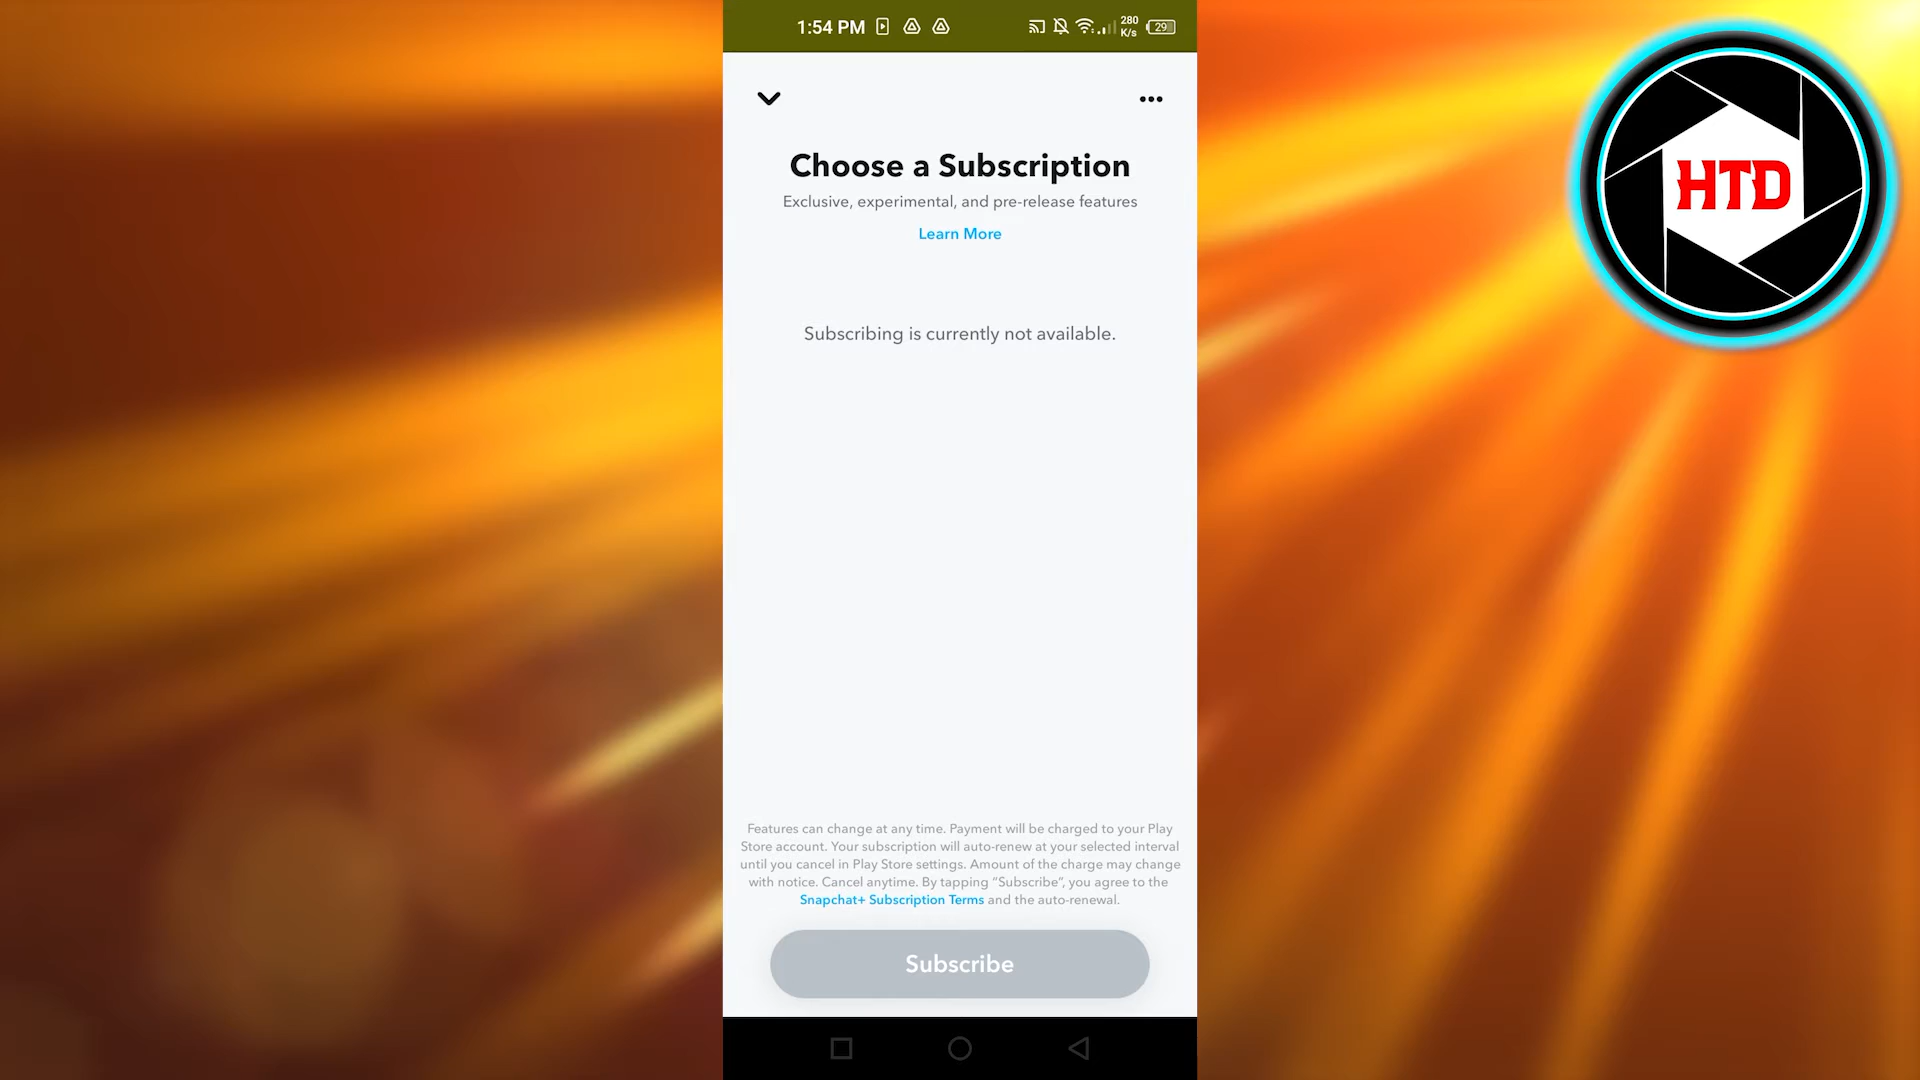 1:54 PM
280
K/s
29
HTD
Choose a Subscription
Exclusive, experimental, and pre-release features
Learn More
Subscribing is currently not available.
Features can change at any time. Payment will be charged to your Play
Store account. Your subscription will auto-renew at your selected interval
until you cancel in Play Store settings. Amount of the charge may change
with notice. Cancel anytime. By tapping “Subscribe”, you agree to the
Snapchat+ Subscription Terms and the auto-renewal.
Subscribe